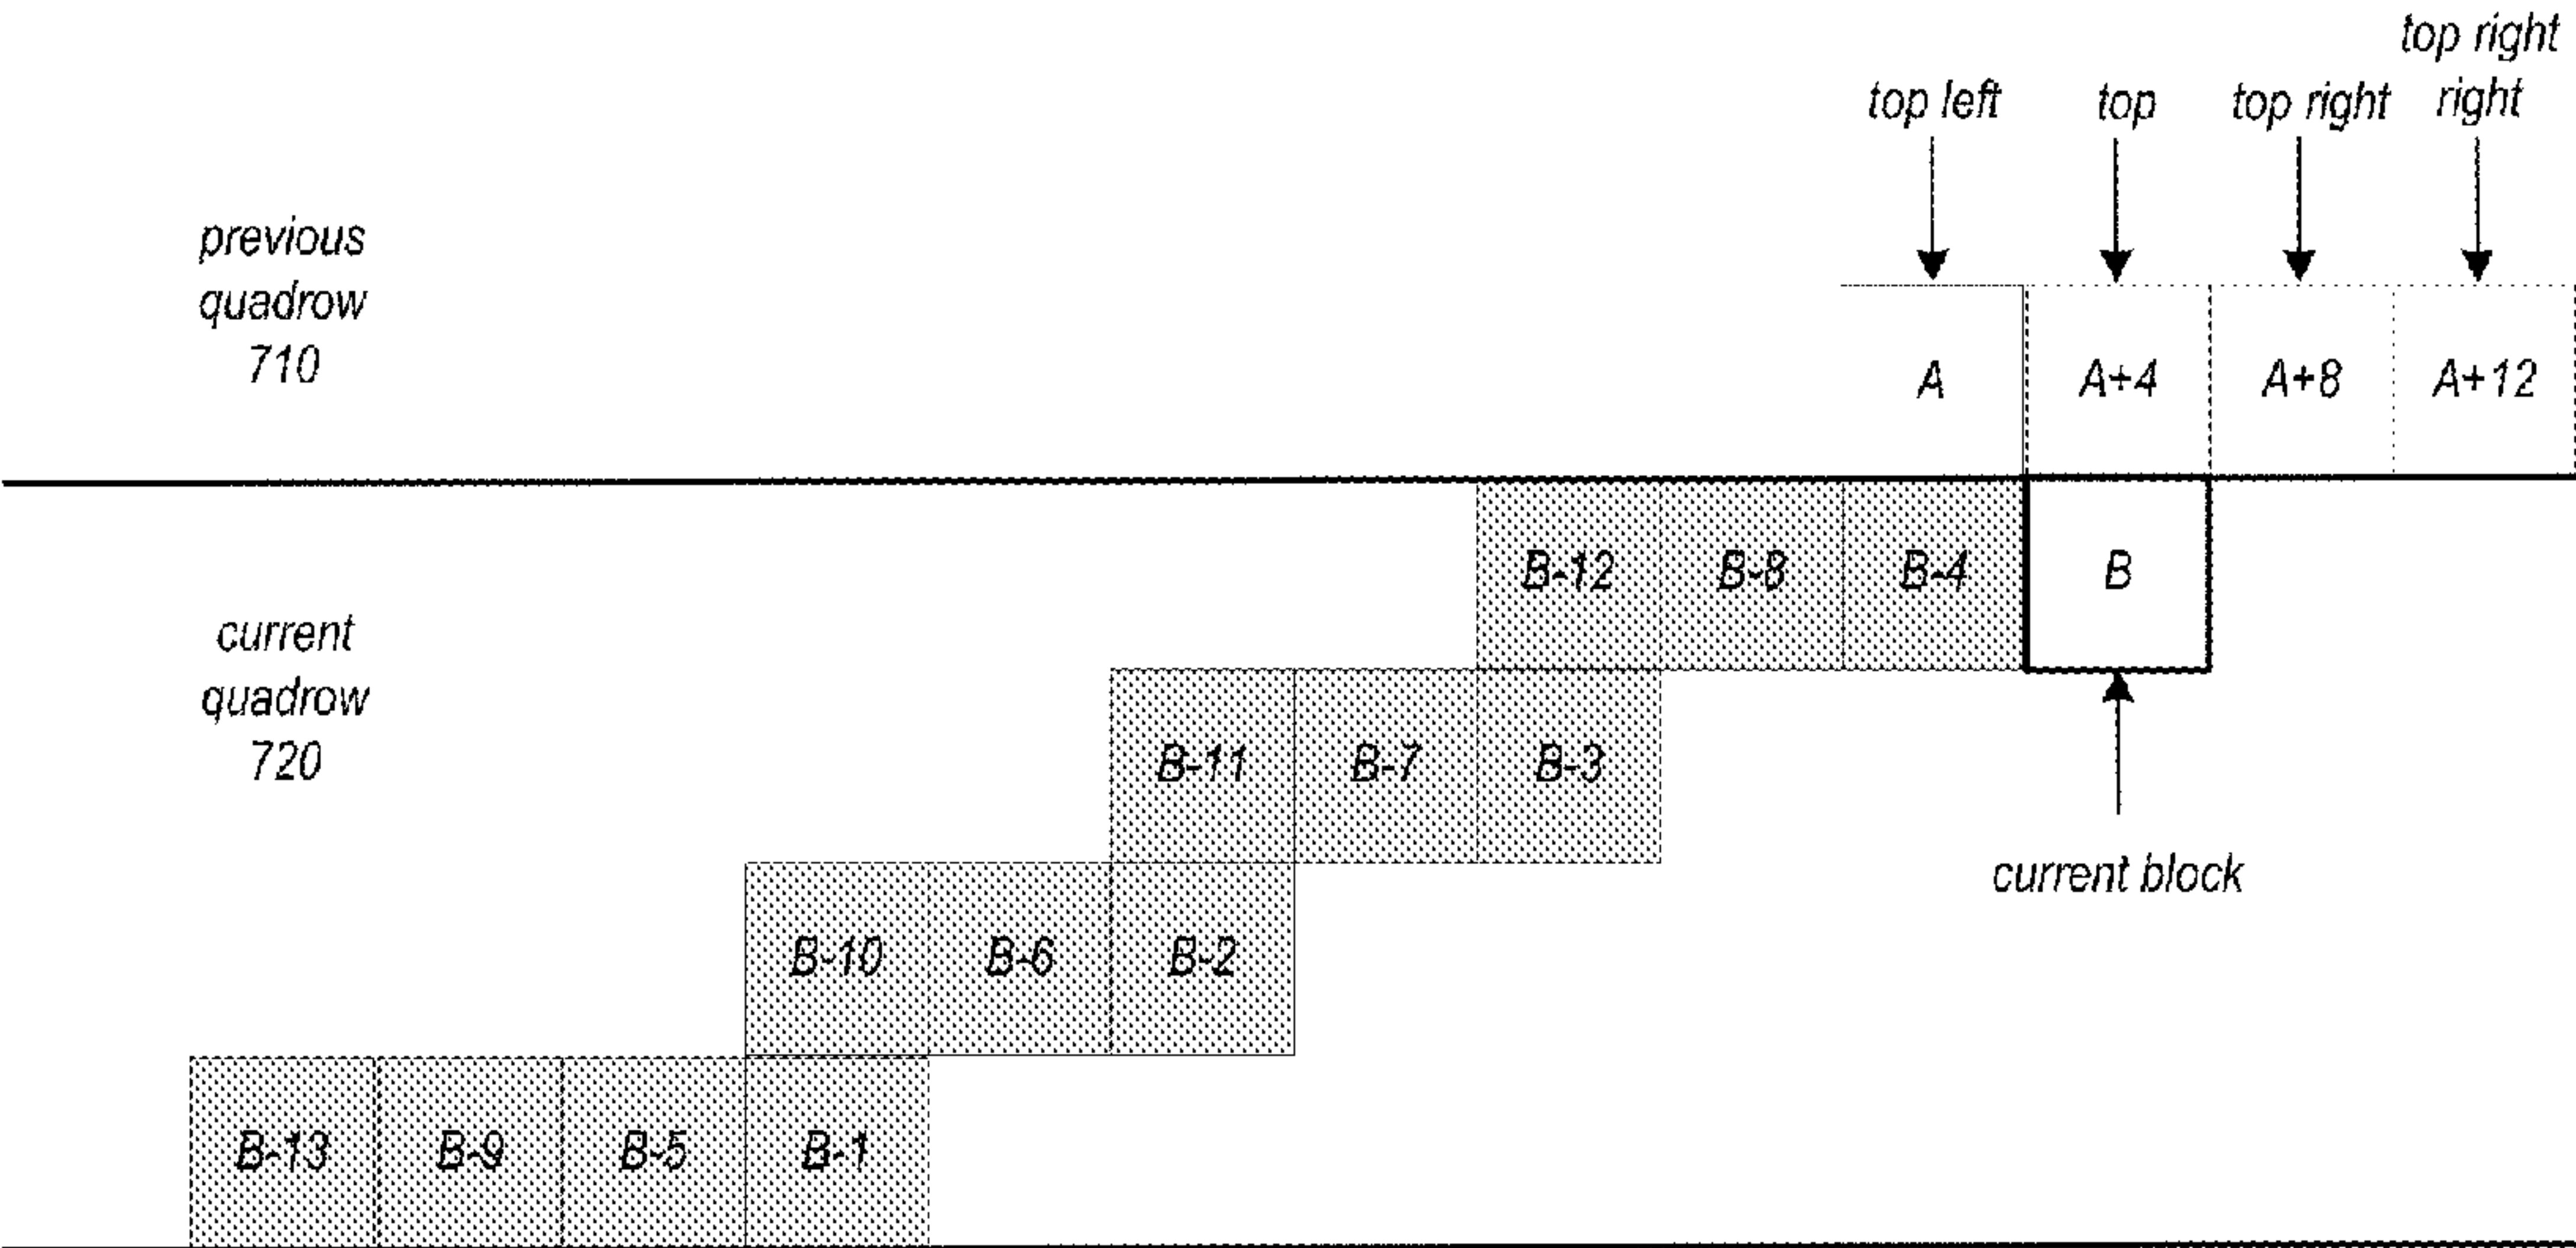 top right
top left top top right right
previous
quadrow
710
A A+4 A+8 A+12
B-12 B-8 B-4 B
current
quadrow
720
B-11 B-7 B-3
current block
B-10 B-6 B-2
B-13 B-9 B-5 B-1